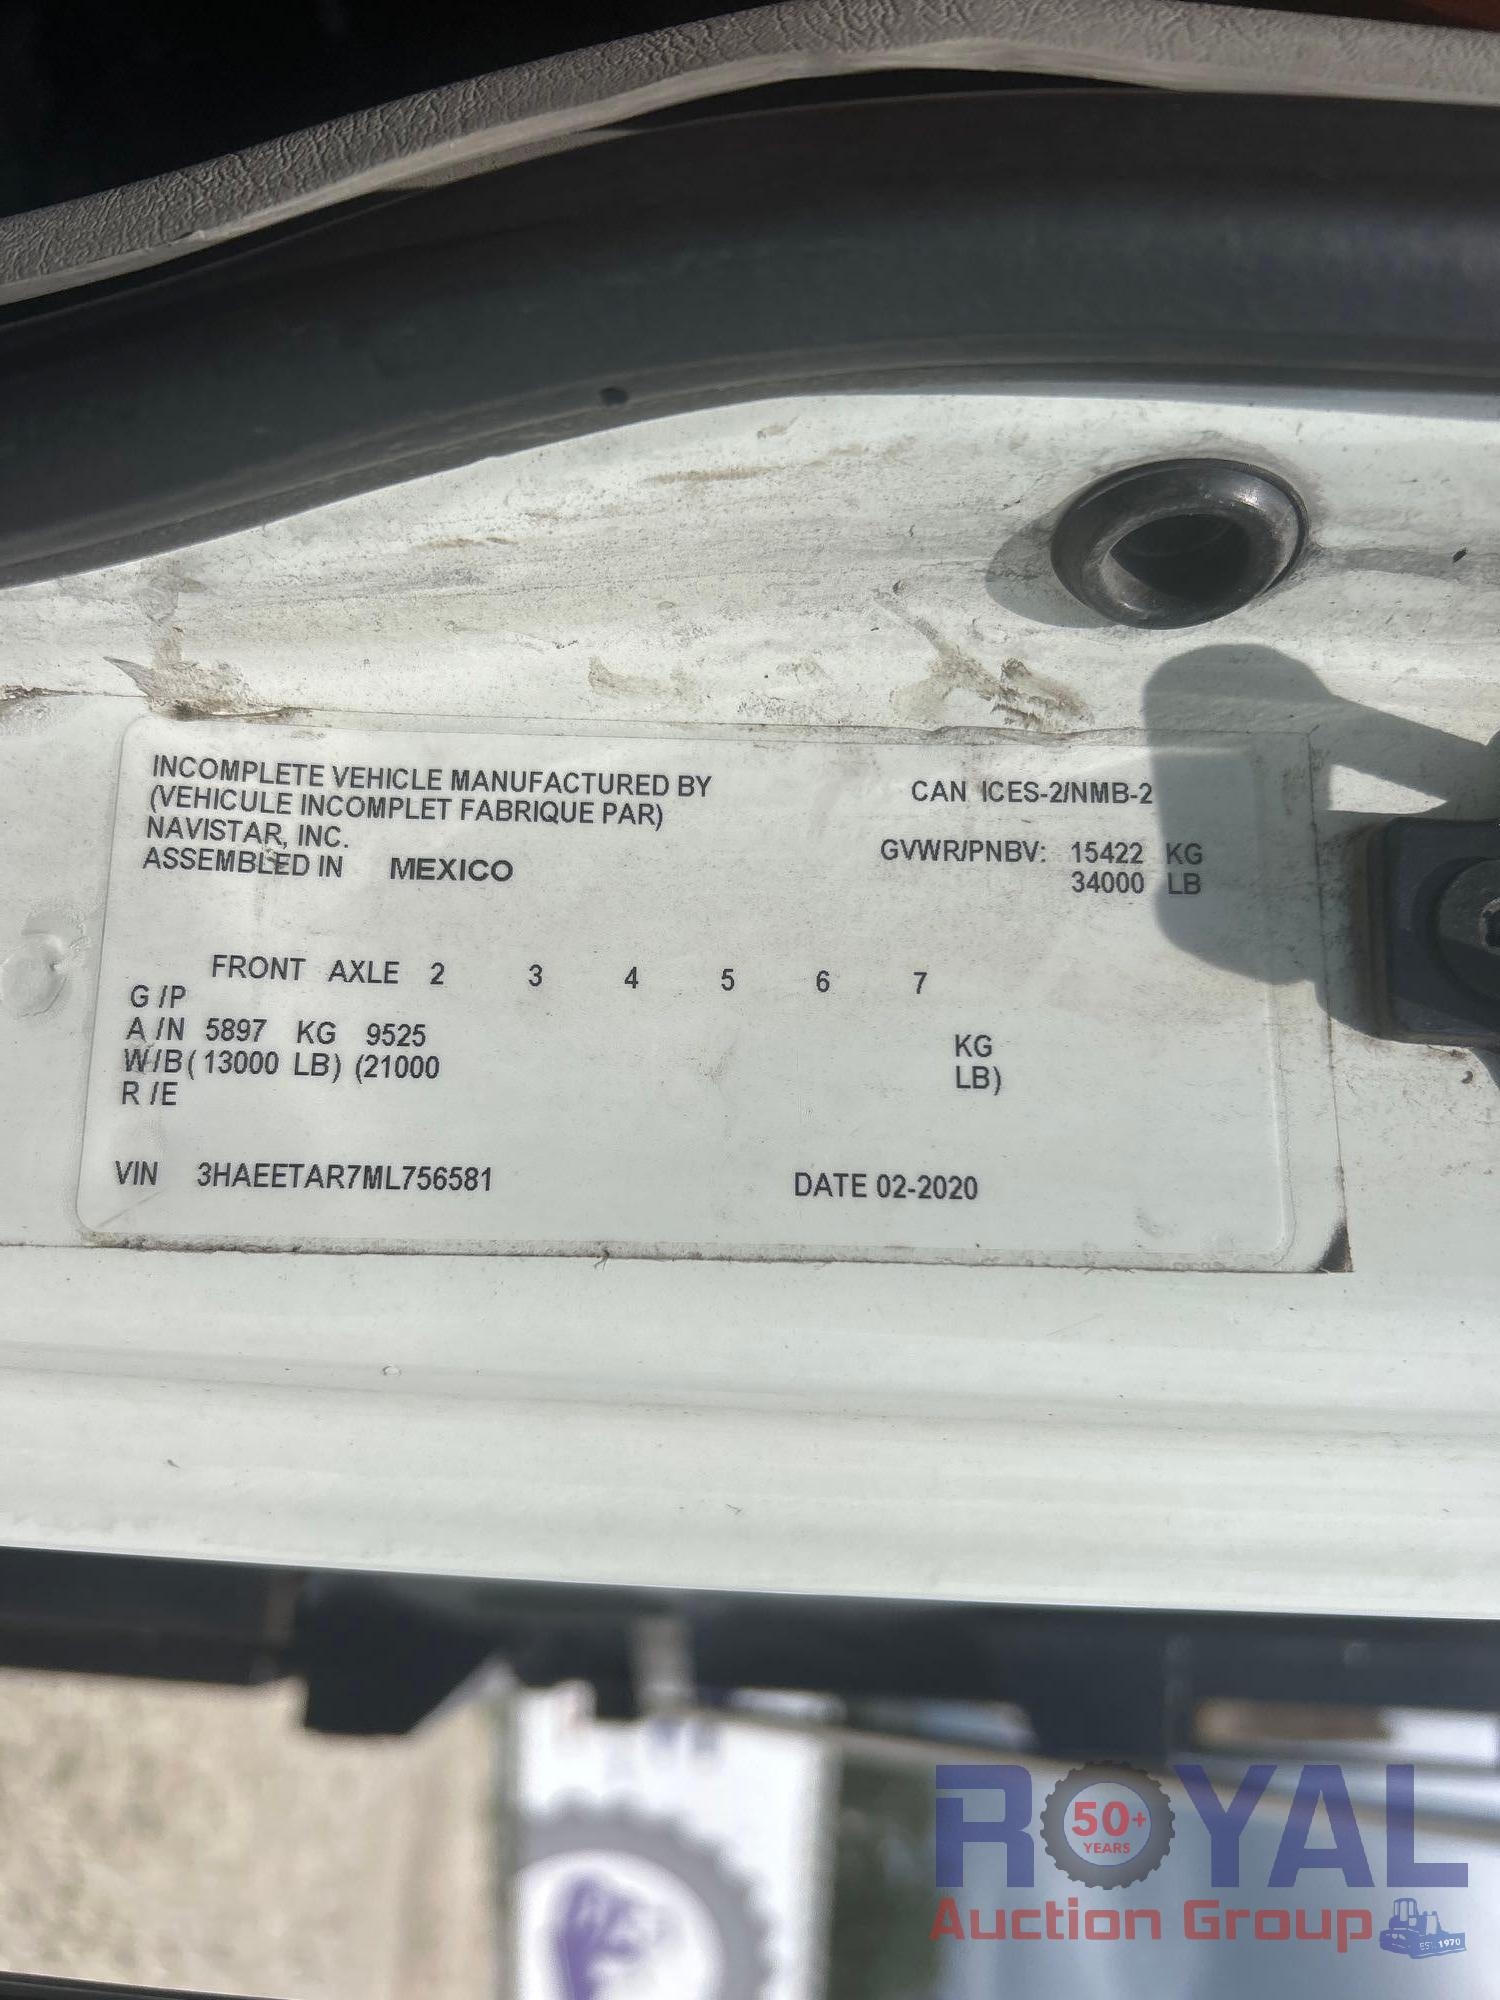 INCOMPLETE VEHICLE MANUFACTURED BY
(VEHICULE INCOMPLET FABRIQUE PAR)
NAVISTAR, INC.
ASSEMBLED IN MEXICO
CAN ICES-2/NMB-2
GVWR/PNBV: 15422 KG
34000 LB
FRONT AXLE 2 3 4 5 6 7
G/P
A/N 5897 KG 9525 KG
W/B (13000 LB) (21000 LB)
R/E
VIN 3HAEETAR7ML756581 DATE 02-2020
ROYAL
50+
YEARS
Auction Group
EST. 1970